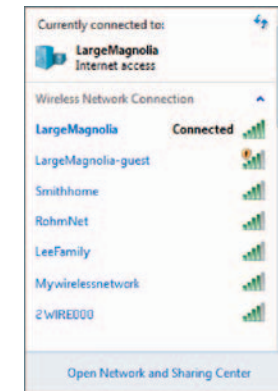 Currently connected to:
LargeMagnolia
Internet access
Wireless Network Connection
LargeMagnolia Connected
LargeMagnolia-guest
Smithhome
RohmNet
LeeFamily
Mywirelessnetwork
2WIRE000
Open Network and Sharing Center